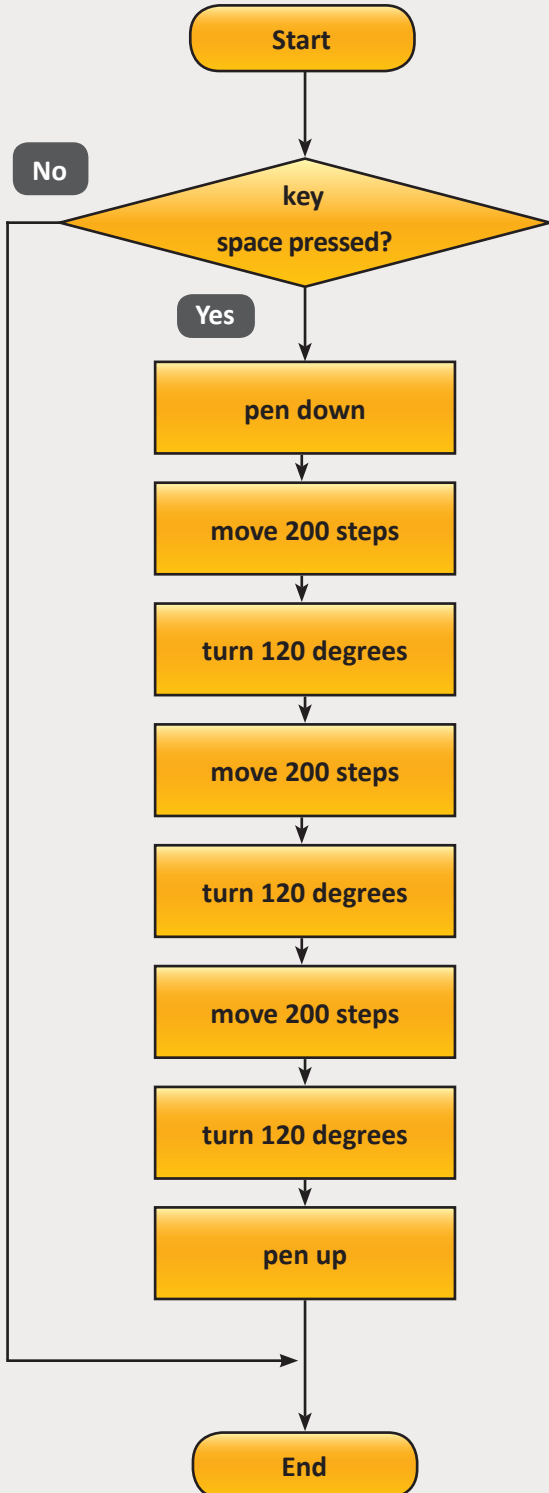 Start
No
key
space pressed?
Yes
pen down
move 200 steps
turn 120 degrees
move 200 steps
turn 120 degrees
move 200 steps
turn 120 degrees
pen up
End